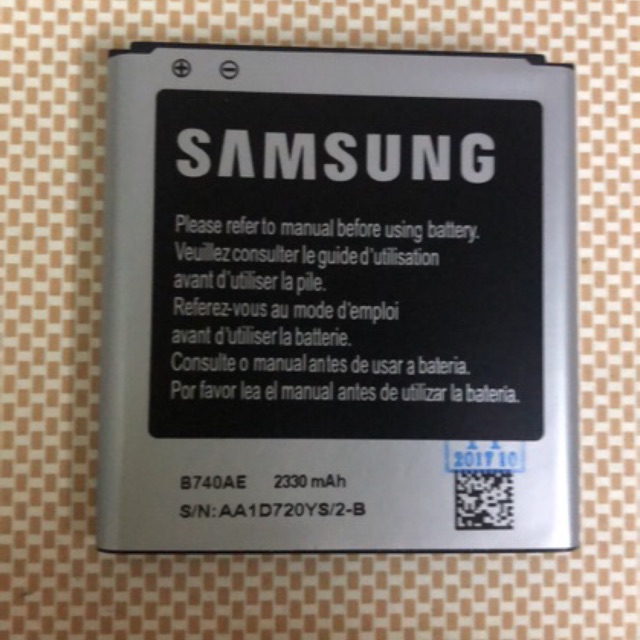 SAMSUNG
Please refer to manual before using battery.
Veuillez consulter le guide d'utilisation
avant d'utiliser la pile.
Referez-vous au mode d'emploi
avant d'utiliser la batterie.
Consulte o manual antes de usar a bateria.
Por favor lea el manual antes de utilizar la bateria.
2017 10
B740AE 2330 mAh
S/N: AA1D720YS/2-B